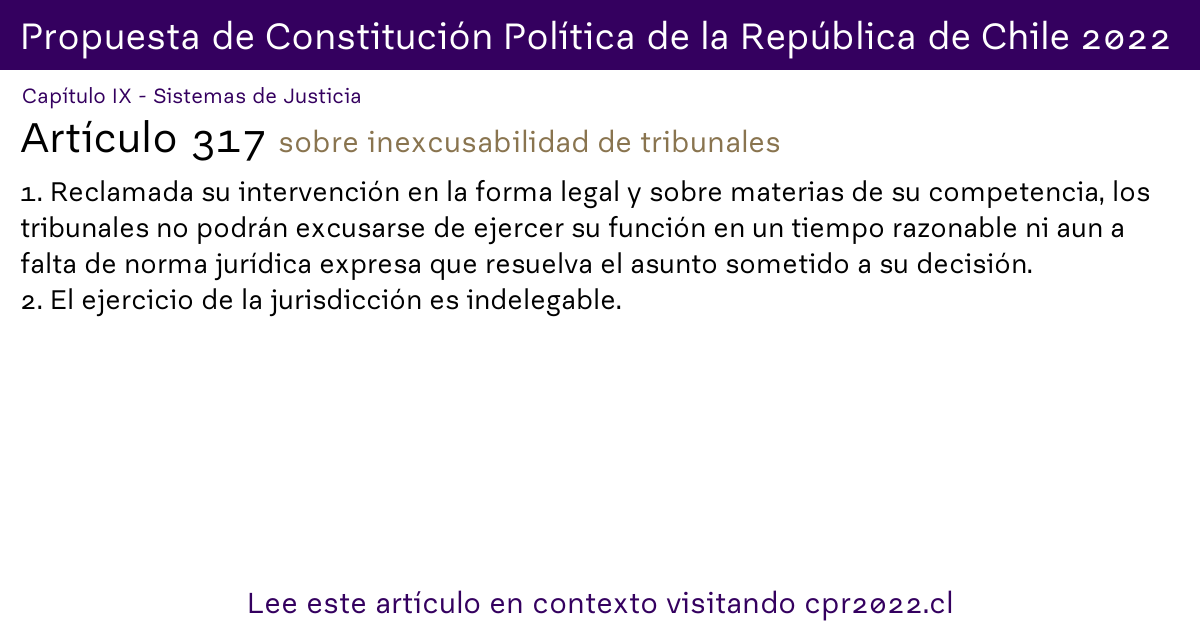 Propuesta de Constitución Política de la República de Chile 2022
Capítulo IX - Sistemas de Justicia
Artículo 317 sobre inexcusabilidad de tribunales
1. Reclamada su intervención en la forma legal y sobre materias de su competencia, los
tribunales no podrán excusarse de ejercer su función en un tiempo razonable ni aun a
falta de norma jurídica expresa que resuelva el asunto sometido a su decisión.
2. El ejercicio de la jurisdicción es indelegable.
Lee este artículo en contexto visitando cpr2022.cl